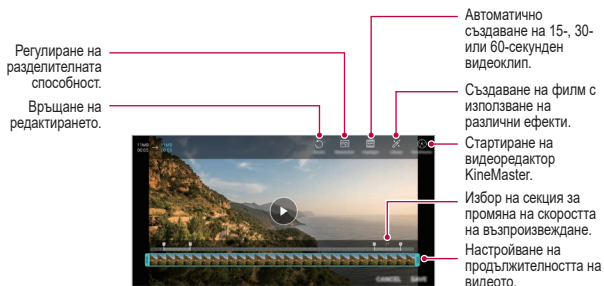 Регулиране на
разделителната
способност.
Връщане на
редактирането.
Автоматично
създаване на 15-, 30-
или 60-секунден
видеоклип.
Създаване на филм с
използване на
различни ефекти.
Стартиране на
видеоредактор
KineMaster.
Избор на секция за
промяна на скоростта
на възпроизвеждане.
Настройване на
продължителността на
видеото.
CANCEL SAVE